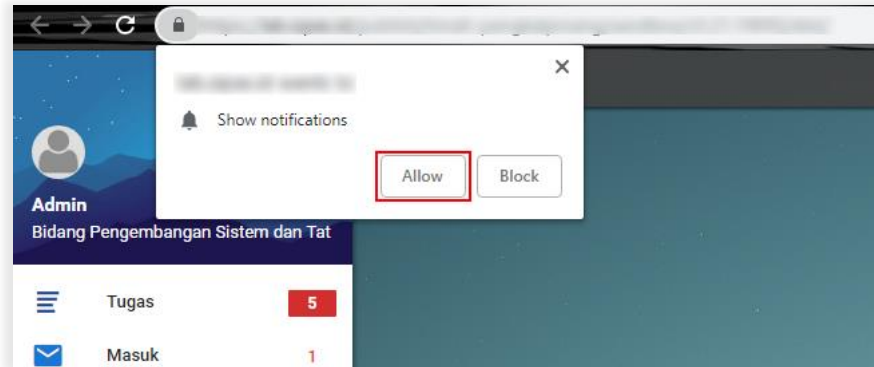 Show notifications
Allow Block
Admin
Bidang Pengembangan Sistem dan Tat
Tugas 5
Masuk 1